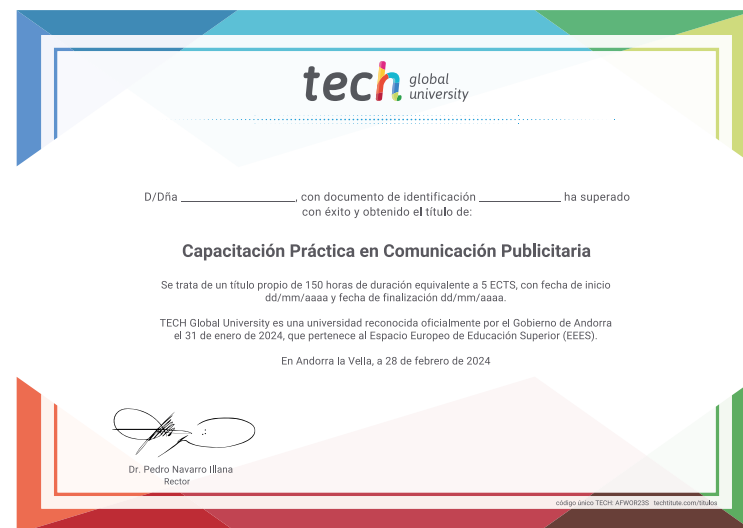 tech global
university
D/Dña ____________________, con documento de identificación ______________ ha superado
con éxito y obtenido el título de:
Capacitación Práctica en Comunicación Publicitaria
Se trata de un título propio de 150 horas de duración equivalente a 5 ECTS, con fecha de inicio
dd/mm/aaaa y fecha de finalización dd/mm/aaaa.
TECH Global University es una universidad reconocida oficialmente por el Gobierno de Andorra
el 31 de enero de 2024, que pertenece al Espacio Europeo de Educación Superior (EEES).
En Andorra la Vella, a 28 de febrero de 2024
Dr. Pedro Navarro Illana
Rector
código único TECH: AFWOR23S techtitute.com/titulos